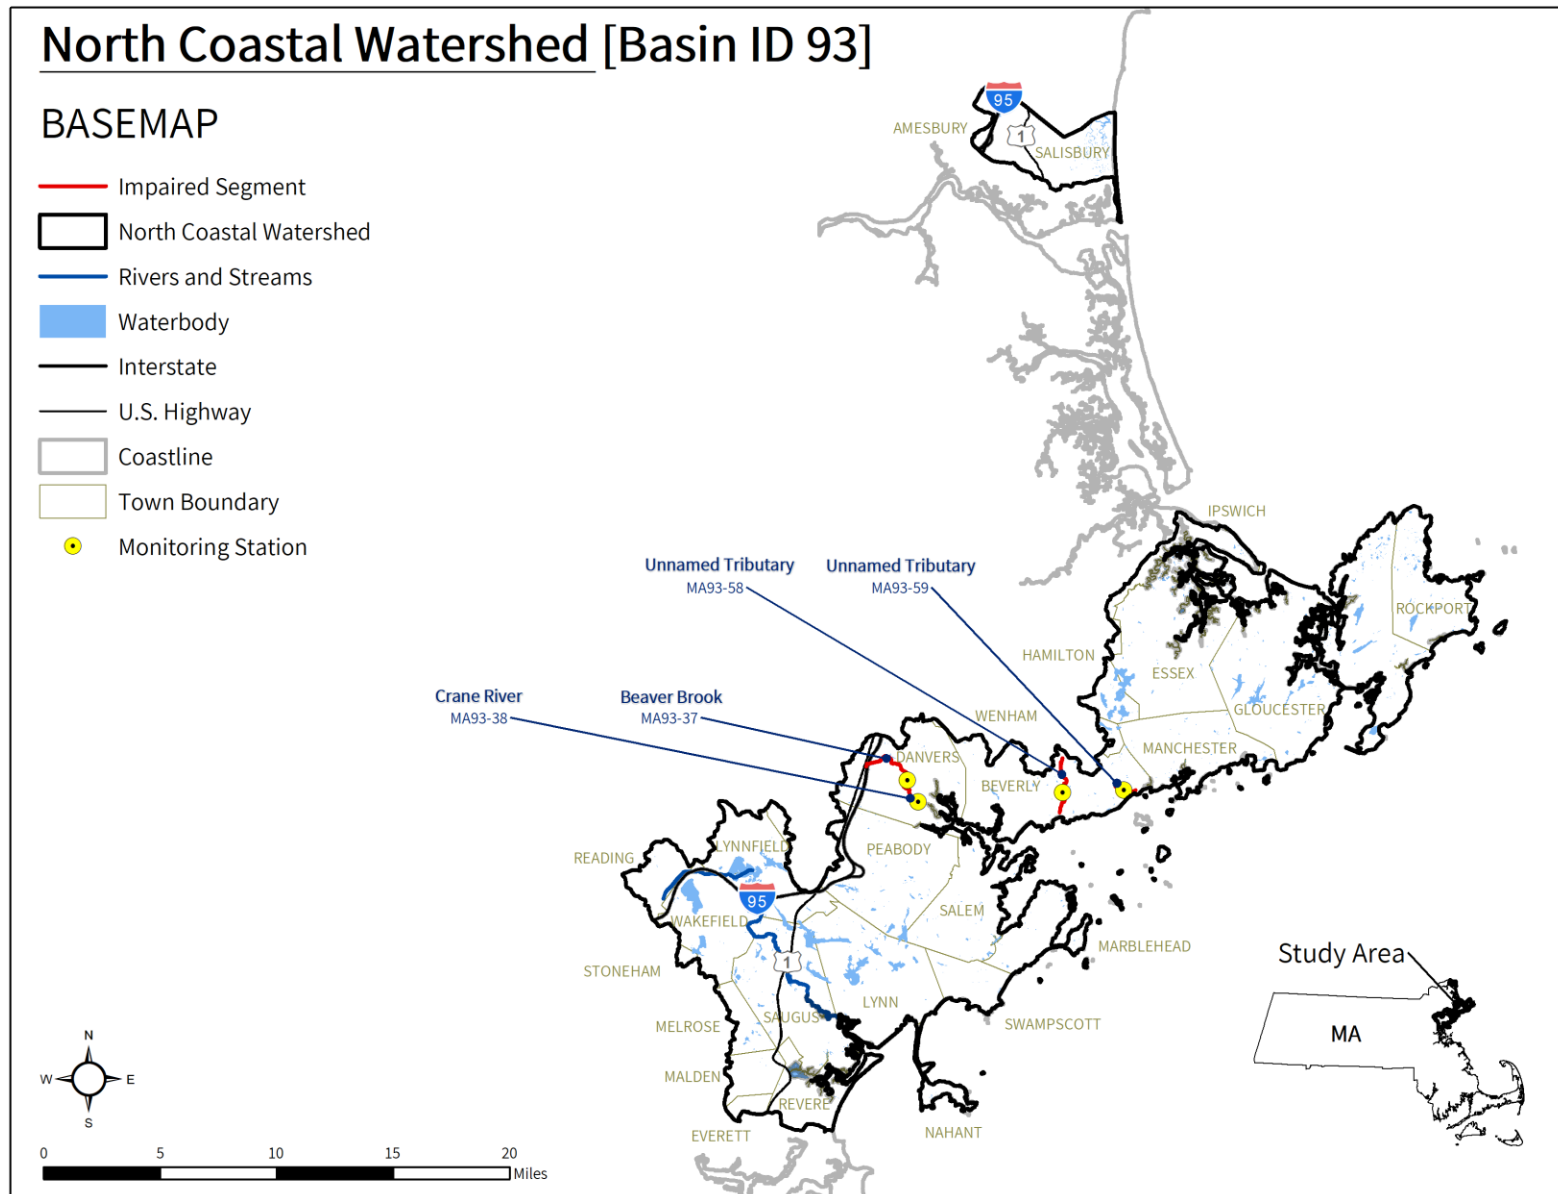 North Coastal Watershed [Basin ID 93]
BASEMAP
Impaired Segment
North Coastal Watershed
Rivers and Streams
Waterbody
Interstate
U.S. Highway
Coastline
Town Boundary
Monitoring Station
95
AMESBURY
1
SALISBURY
IPSWICH
Unnamed Tributary
MA93-58
Unnamed Tributary
MA93-59
ROCKPORT
HAMILTON
ESSEX
Crane River
MA93-38
Beaver Brook
MA93-37
WENHAM
GLOUCESTER
MANCHESTER
DANVERS
BEVERLY
READING
LYNNFIELD
PEABODY
95
WAKEFIELD
SALEM
MARBLEHEAD
STONEHAM
1
LYNN
SAUGUS
SWAMPSCOTT
MELROSE
MALDEN
REVERE
EVERETT
NAHANT
Study Area
MA
N
W E
S
0 5 10 15 20
Miles